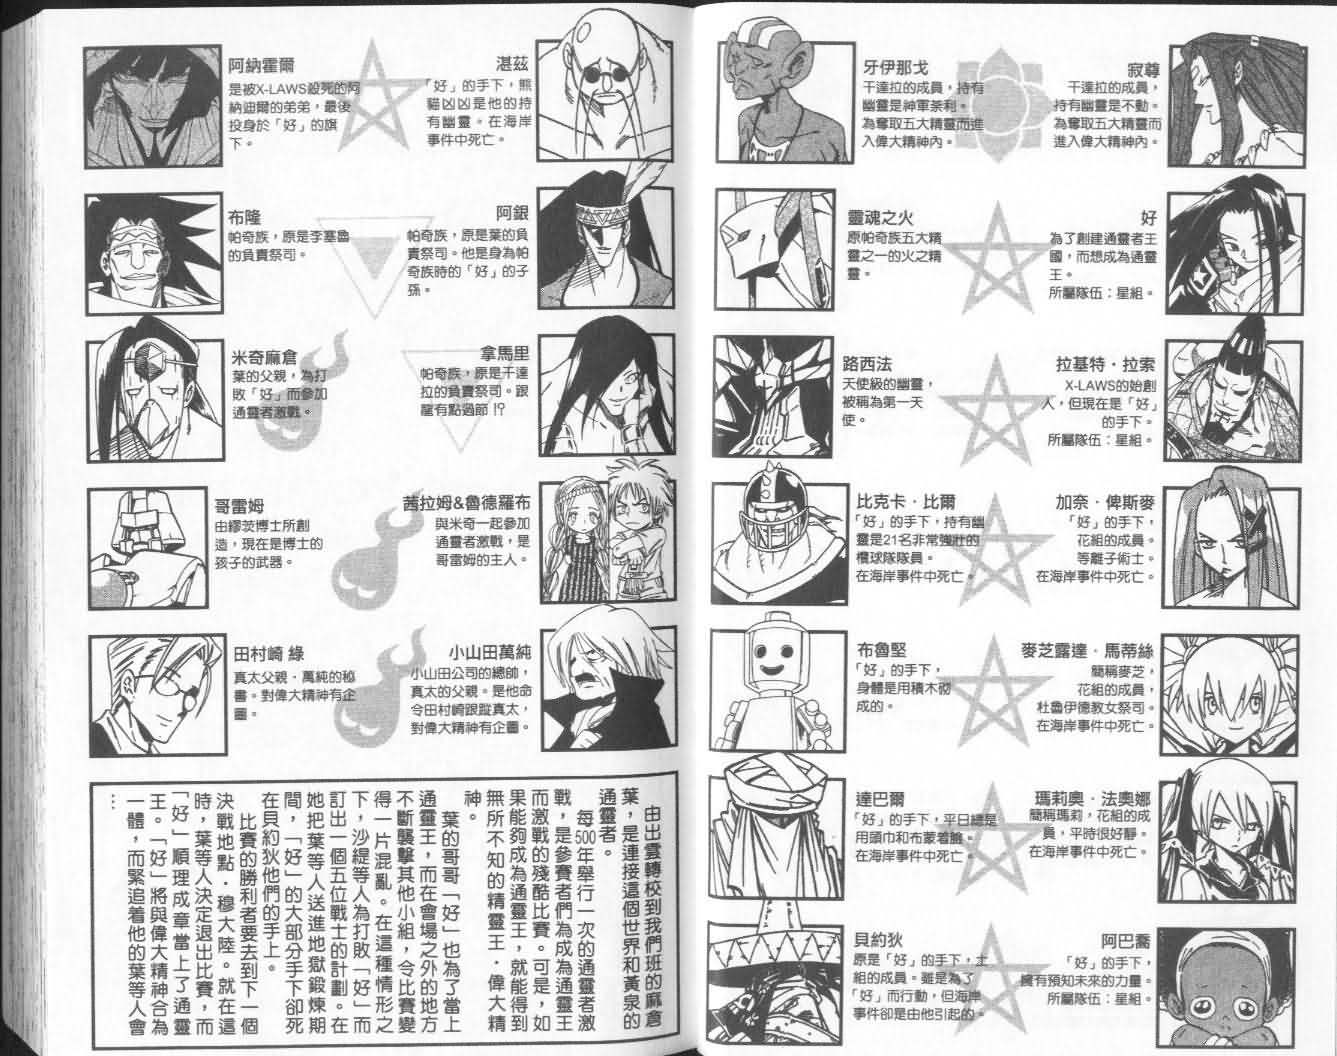 寂尊
干達拉的成員，
持有幽靈是不動。
為奪取五大精靈而
進入偉大精神內。
牙伊那戈
干達拉的成員，持有
幽靈是神軍荼利。
為奪取五大精靈而進
入偉大精神內。
好
為了創建通靈者王
國，而想成為通靈
王。
所屬隊伍：星組。
靈魂之火
原帕奇族五大精
靈之一的火之精
靈。
拉基特．拉索
X-LAWS的始創
人，但現在是「好」
的手下。
所屬隊伍：星組。
路西法
天使級的幽靈，
被稱為第一天
使。
加奈．俾斯麥
「好」的手下，
花組的成員。
等離子術士。
在海岸事件中死亡。
比克卡．比爾
「好」的手下，持有幽
靈是21名非常強壯的
欖球隊隊員。
在海岸事件中死亡。
麥芝露達．馬蒂絲
簡稱麥芝，
花組的成員，
杜魯伊德教女祭司。
在海岸事件中死亡。
布魯堅
「好」的手下，
身體是用積木砌
成的。
瑪莉奧．法奧娜
簡稱瑪莉，花組的成
員，平時很好靜。
在海岸事件中死亡。
達巴爾
「好」的手下，平日總是
用頭巾和布蒙着臉。
在海岸事件中死亡。
阿巴喬
「好」的手下，
擁有預知未來的力量。
所屬隊伍：星組。
貝約狄
原是「好」的手下，土
組的成員。雖是為了
「好」而行動，但海岸
事件卻是由他引起的。
湛茲
「好」的手下，熊
貓凶凶是他的持
有幽靈。在海岸
事件中死亡。
阿納霍爾
是被X-LAWS殺死的阿
納迪爾的弟弟，最後
投身於「好」的旗
下。
阿銀
帕奇族，原是葉的負
責祭司。他是身為帕
奇族時的「好」的子
孫。
布隆
帕奇族，原是李塞魯
的負責祭司。
拿馬里
帕奇族，原是干達
拉的負責祭司。跟
龍有點過節!?
米奇麻倉
葉的父親，為打
敗「好」而參加
通靈者激戰。
茜拉姆&魯德羅布
與米奇一起參加
通靈者激戰，是
哥雷姆的主人。
哥雷姆
由繆茨博士所創
造，現在是博士的
孩子的武器。
小山田萬純
小山田公司的總帥，
真太的父親。是他命
令田村崎跟蹤真太，
對偉大精神有企圖。
田村崎 綠
真太父親．萬純的秘
書。對偉大精神有企
圖。
由出雲轉校到我們班的麻倉
葉，是連接這個世界和黃泉的
通靈者。
每500年舉行一次的通靈者激
戰，是參賽者們為成為通靈王
而激戰的殘酷比賽。可是，如
果能夠成為通靈王，就能得到
無所不知的精靈王．偉大精
神。
葉的哥哥「好」也為了當上
通靈王，而在會場之外的地方
不斷襲擊其他小組，令比賽變
得一片混亂。在這種情形之
下，沙緹等人為打敗「好」而
訂出一個五位戰士的計劃。在
她把葉等人送進地獄鍛煉期
間，「好」的大部分手下卻死
在貝約狄他們的手上。
比賽的勝利者要去到下一個
決戰地點．穆大陸。就在這
時，葉等人決定退出比賽，而
「好」順理成章當上了通靈
王。「好」將與偉大精神合為
一體，而緊追着他的葉等人會
…